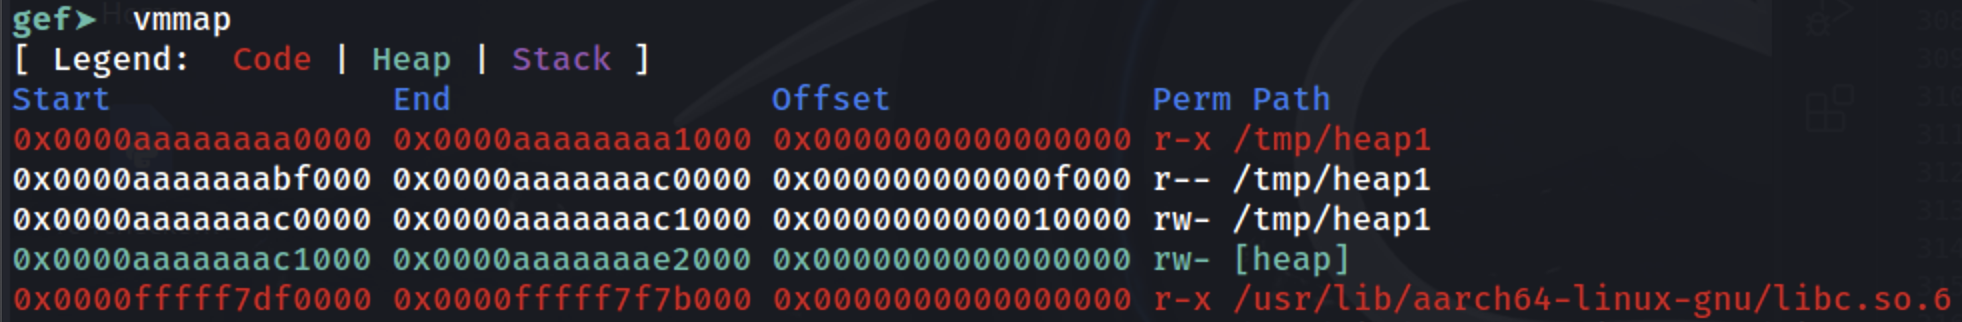 gef➤ vmmap
[ Legend: Code | Heap | Stack ]
Start End Offset Perm Path
0x0000aaaaaaaa0000 0x0000aaaaaaaa1000 0x0000000000000000 r-x /tmp/heap1
0x0000aaaaaaabf000 0x0000aaaaaaac0000 0x000000000000f000 r-- /tmp/heap1
0x0000aaaaaaac0000 0x0000aaaaaaac1000 0x0000000000010000 rw- /tmp/heap1
0x0000aaaaaaac1000 0x0000aaaaaaae2000 0x0000000000000000 rw- [heap]
0x0000fffff7df0000 0x0000fffff7f7b000 0x0000000000000000 r-x /usr/lib/aarch64-linux-gnu/libc.so.6